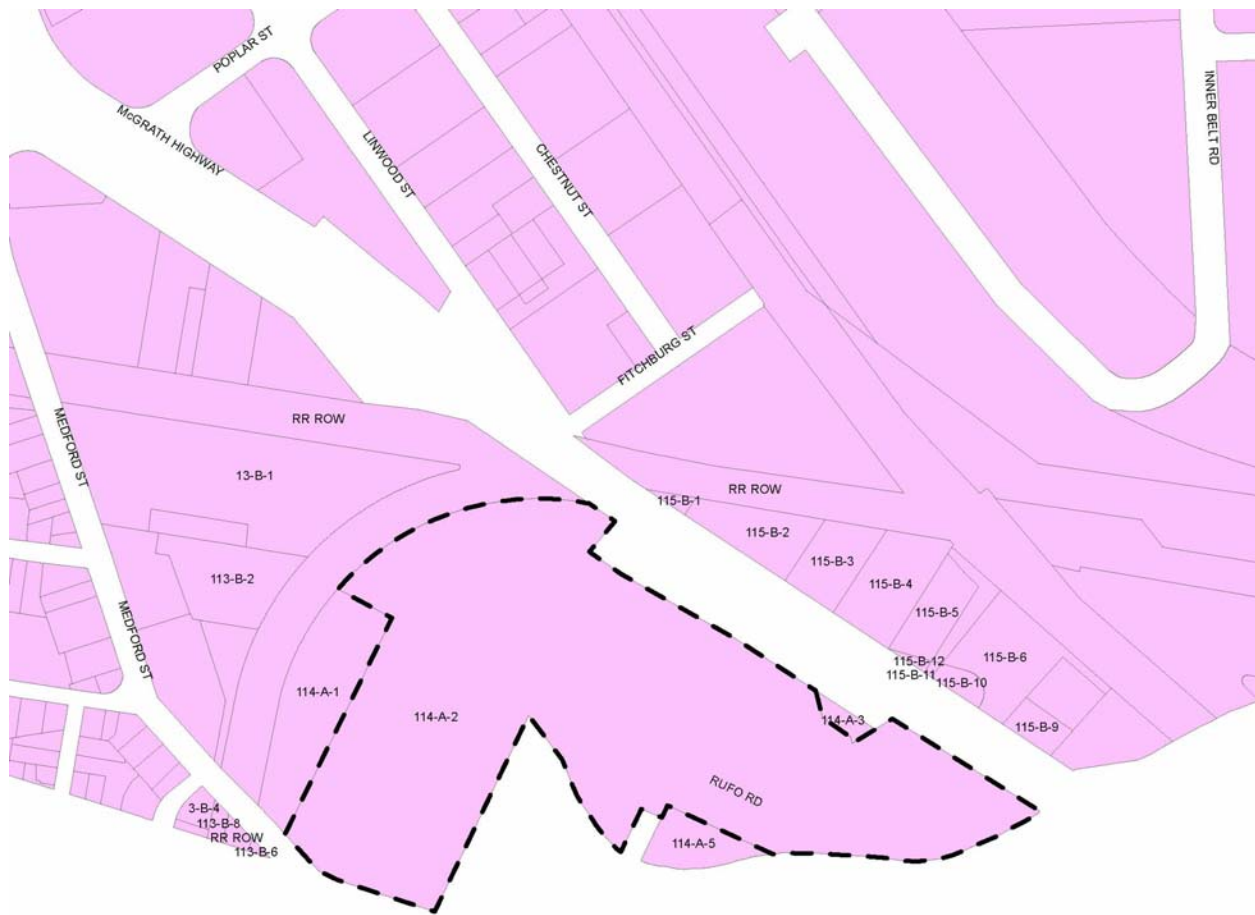 POPLAR ST
McGRATH HIGHWAY
LINWOOD ST
CHESTNUT ST
INNER BELT RD
FITCHBURG ST
MEDFORD ST
RR ROW
13-B-1
RR ROW
115-B-1
115-B-2
115-B-3
115-B-4
113-B-2
115-B-5
MEDFORD ST
115-B-12
115-B-6
115-B-11
115-B-10
114-A-1
114-A-2
114-A-3
115-B-9
RUFO RD
3-B-4
113-B-8
RR ROW
113-B-6
114-A-5